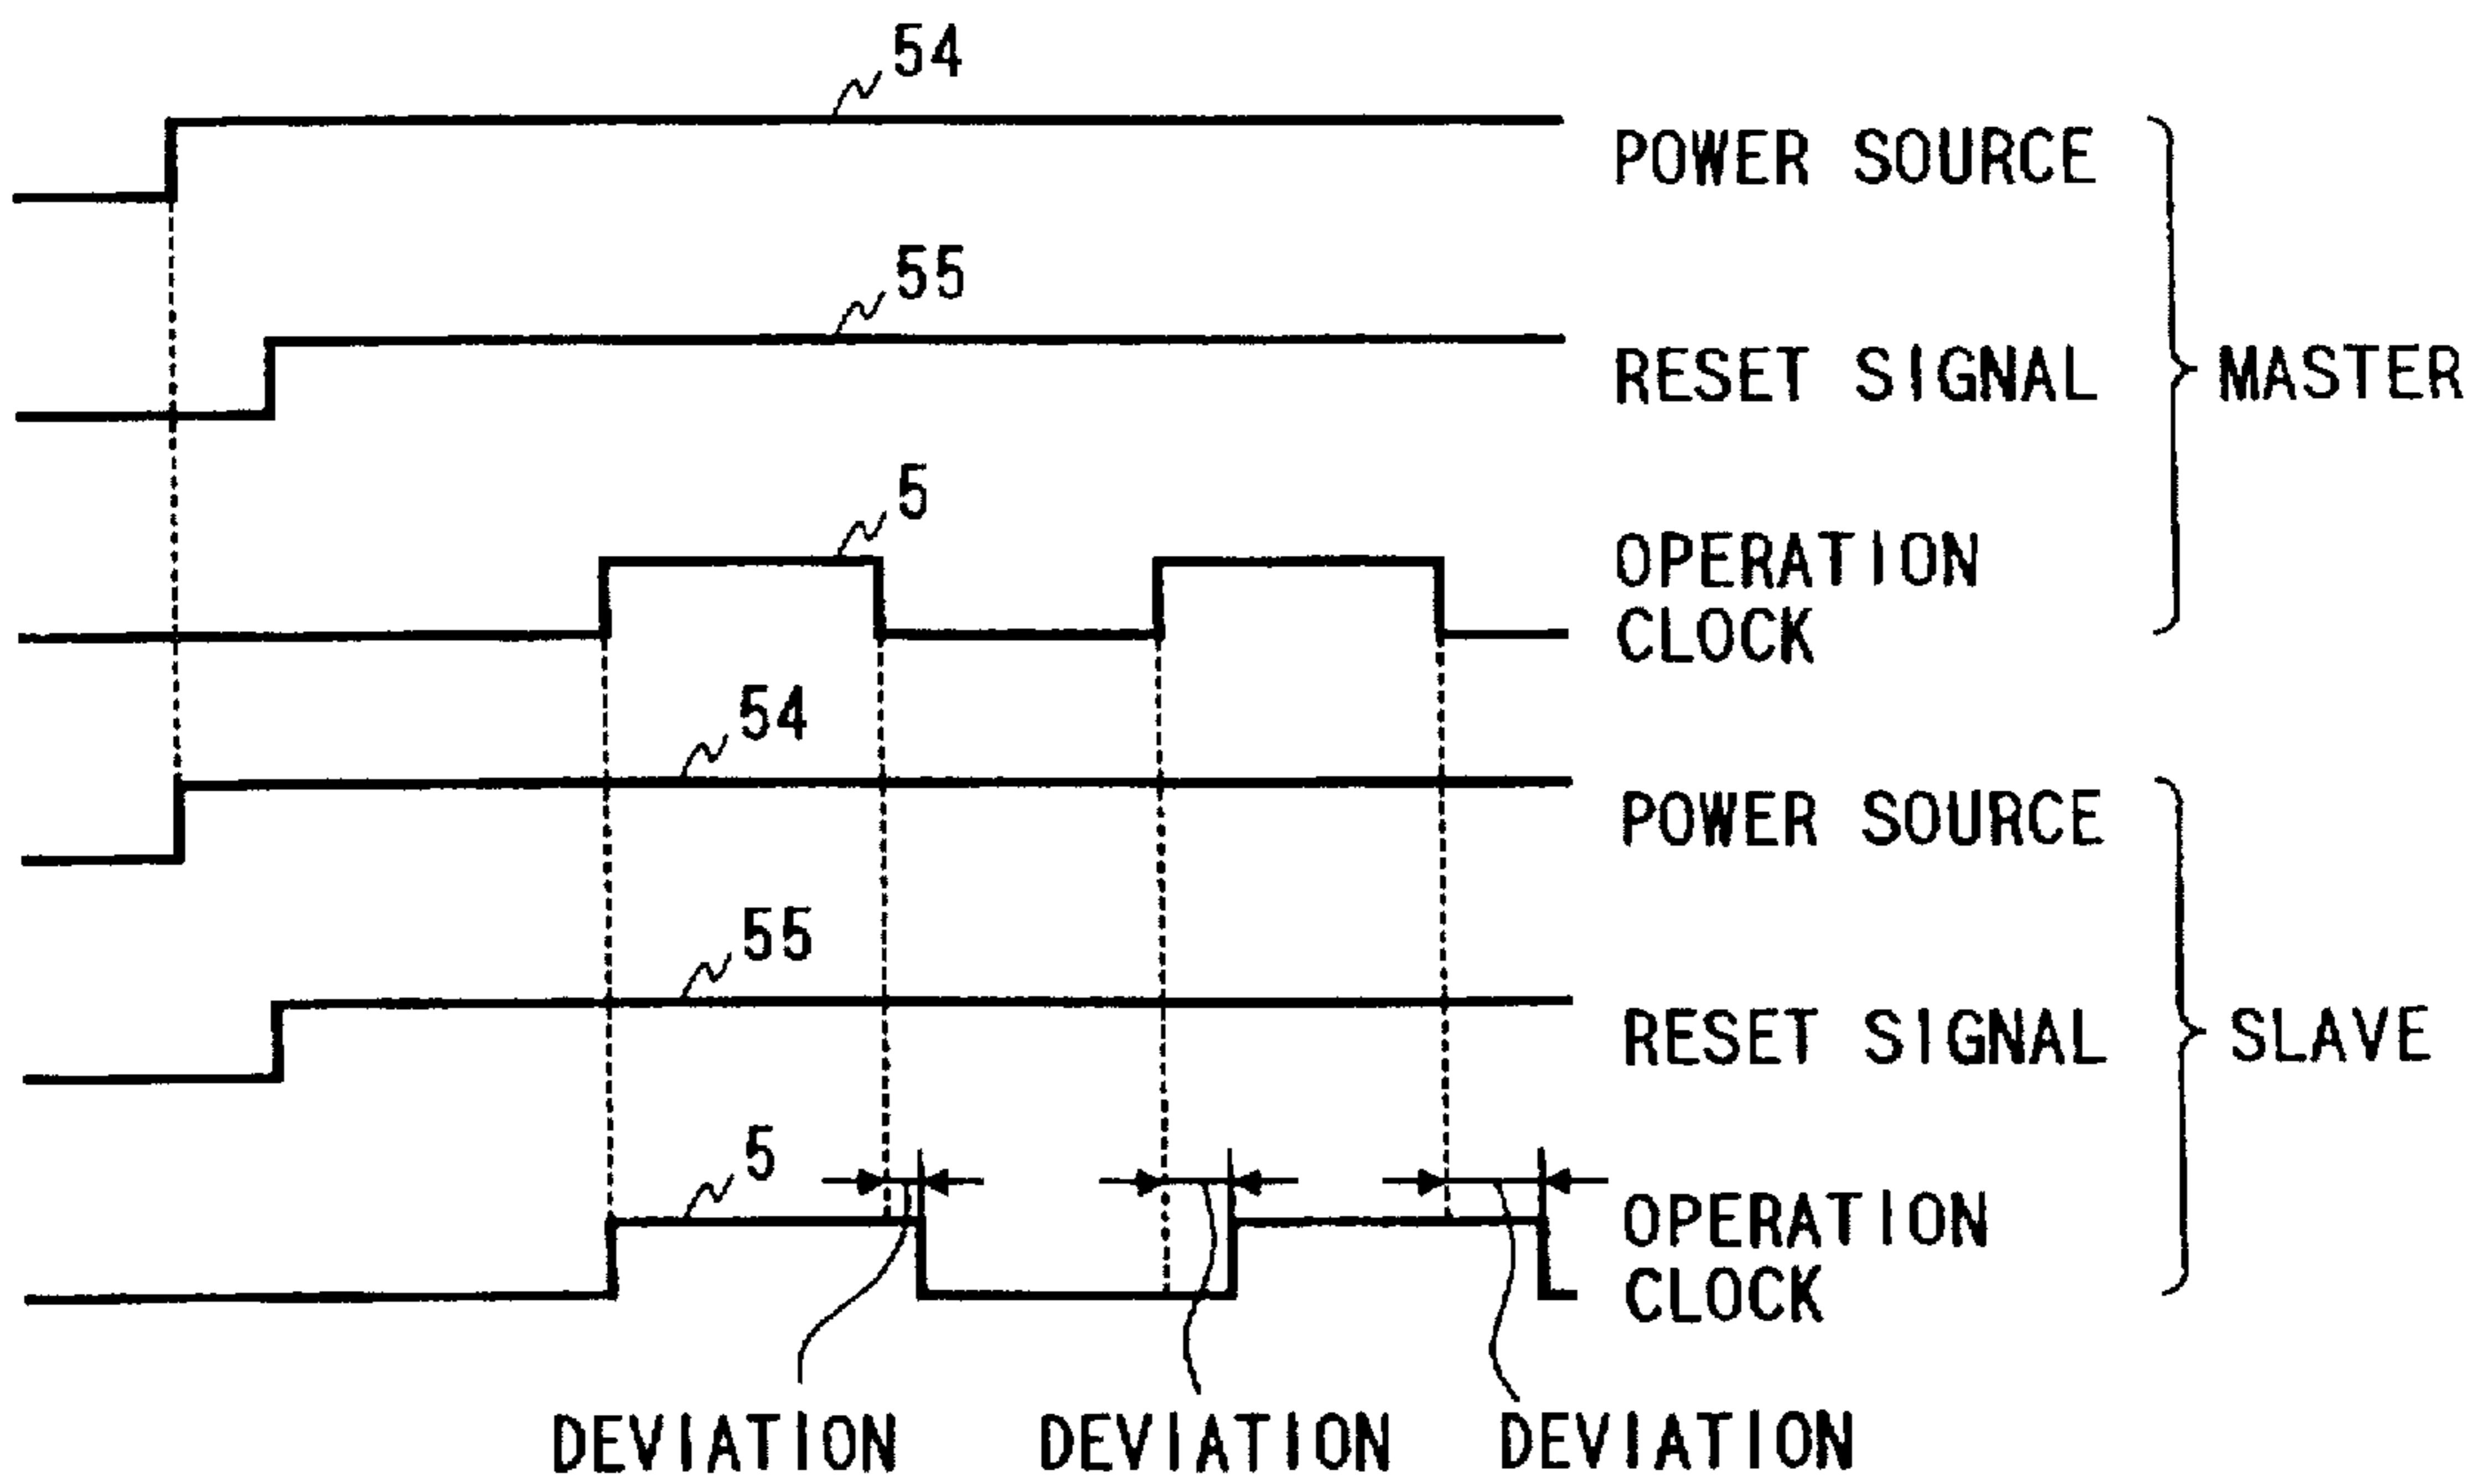 54
POWER SOURCE
55
RESET SIGNAL
MASTER
5
OPERATION
CLOCK
54
POWER SOURCE
55
RESET SIGNAL
SLAVE
5
OPERATION
CLOCK
DEVIATION DEVIATION DEVIATION